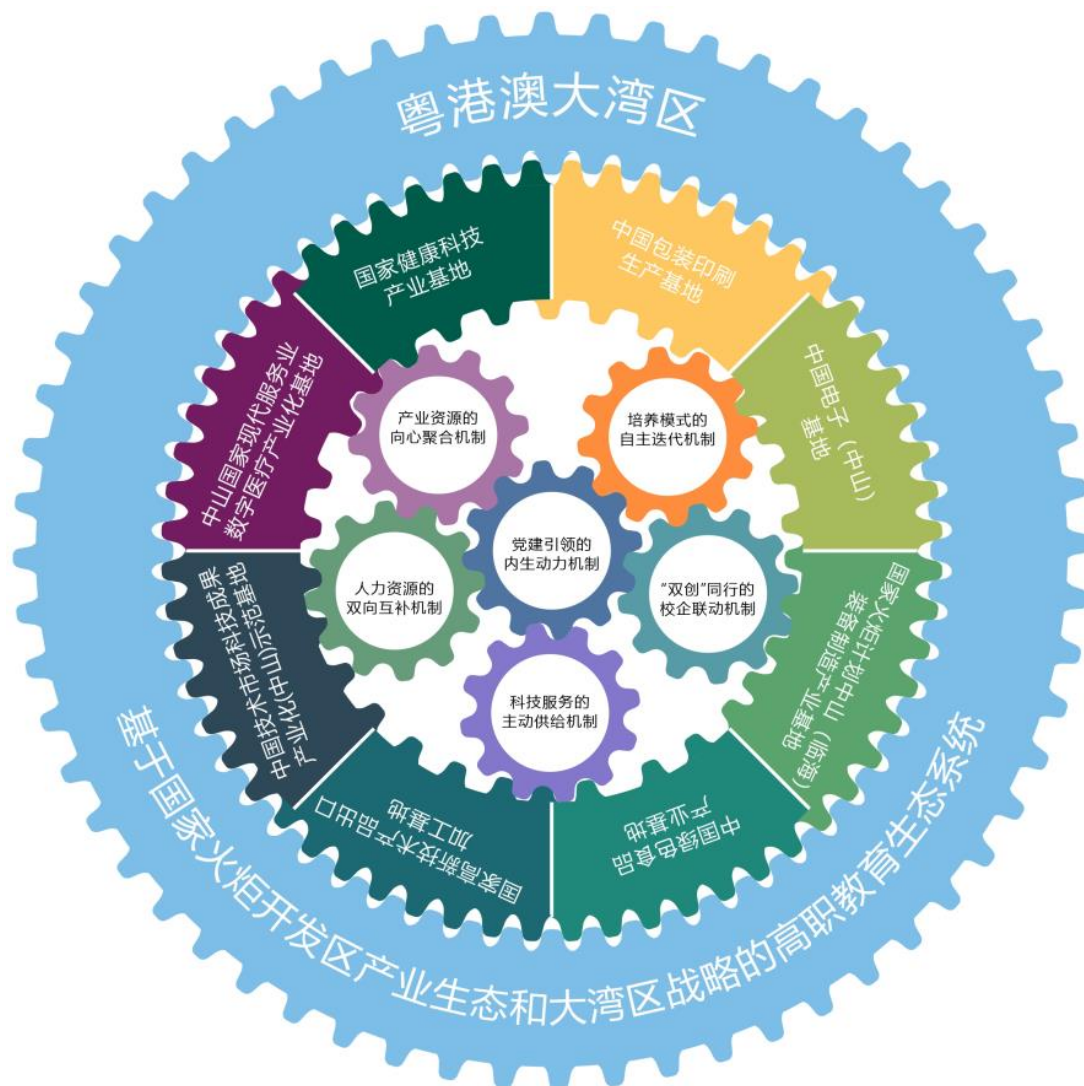 粤港澳大湾区
国家健康科技
产业基地
中国包装印刷
生产基地
中国电子（中山）
基地
国家火炬计划中山（临海）
装备制造产业基地
中国绿色食品
产业基地
国家高新技术产品出口
加工基地
中国技术市场科技成果
产业化(中山)示范基地
中山国家现代服务业
数字医疗产业化基地
产业资源的
向心聚合机制
培养模式的
自主迭代机制
党建引领的
内生动力机制
人力资源的
双向互补机制
“双创”同行的
校企联动机制
科技服务的
主动供给机制
基于国家火炬开发区产业生态和大湾区战略的高职教育生态系统